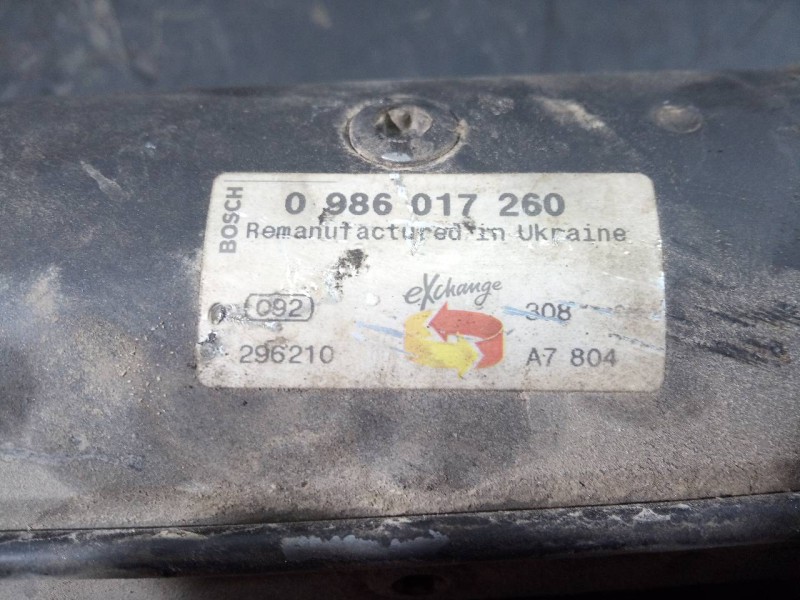 BOSCH
0 986 017 260
Remanufactured in Ukraine
092
eXchange
308
296210
A7 804